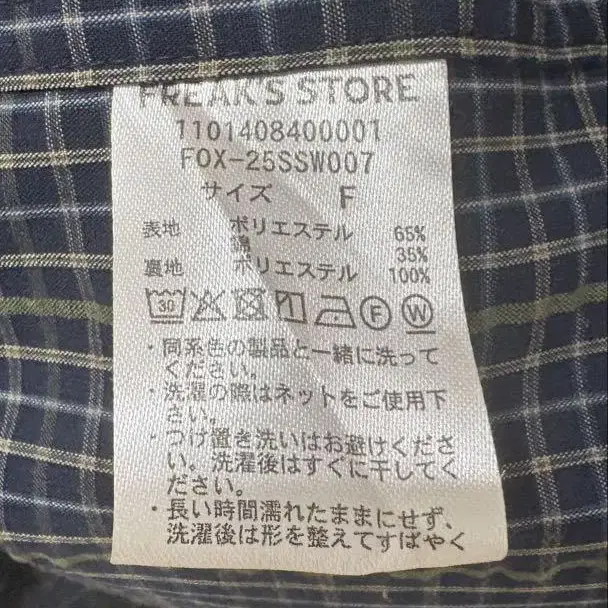 FREAK'S STORE
1101408400001
FOX-25SSW007
サイズ F
表地 ポリエステル 65%
綿 35%
裏地 ポリエステル 100%
30 F W
・同系色の製品と一緒に洗って
ください。
・洗濯の際はネットをご使用下
さい。
・つけ置き洗いはお避けくださ
い。洗濯後はすぐに干してく
ださい。
・長い時間濡れたままにせず、
洗濯後は形を整えてすばやく